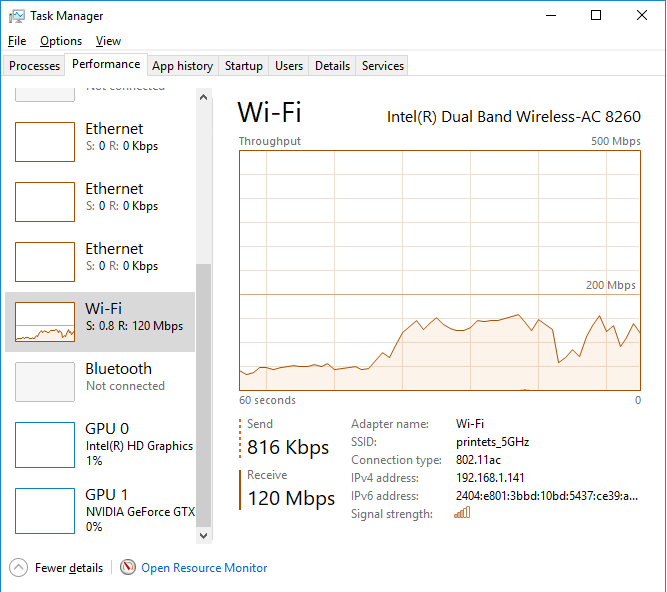 Task Manager
File Options View
Processes Performance App history Startup Users Details Services
Not connected
Ethernet
S: 0 R: 0 Kbps
Ethernet
S: 0 R: 0 Kbps
Ethernet
S: 0 R: 0 Kbps
Wi-Fi
S: 0.8 R: 120 Mbps
Bluetooth
Not connected
GPU 0
Intel(R) HD Graphics
1%
GPU 1
NVIDIA GeForce GTX
0%
Wi-Fi
Intel(R) Dual Band Wireless-AC 8260
Throughput 500 Mbps
200 Mbps
60 seconds 0
Send
816 Kbps
Receive
120 Mbps
Adapter name: Wi-Fi
SSID: printets_5GHz
Connection type: 802.11ac
IPv4 address: 192.168.1.141
IPv6 address: 2404:e801:3bbd:10bd:5437:ce39:a...
Signal strength:
Fewer details Open Resource Monitor